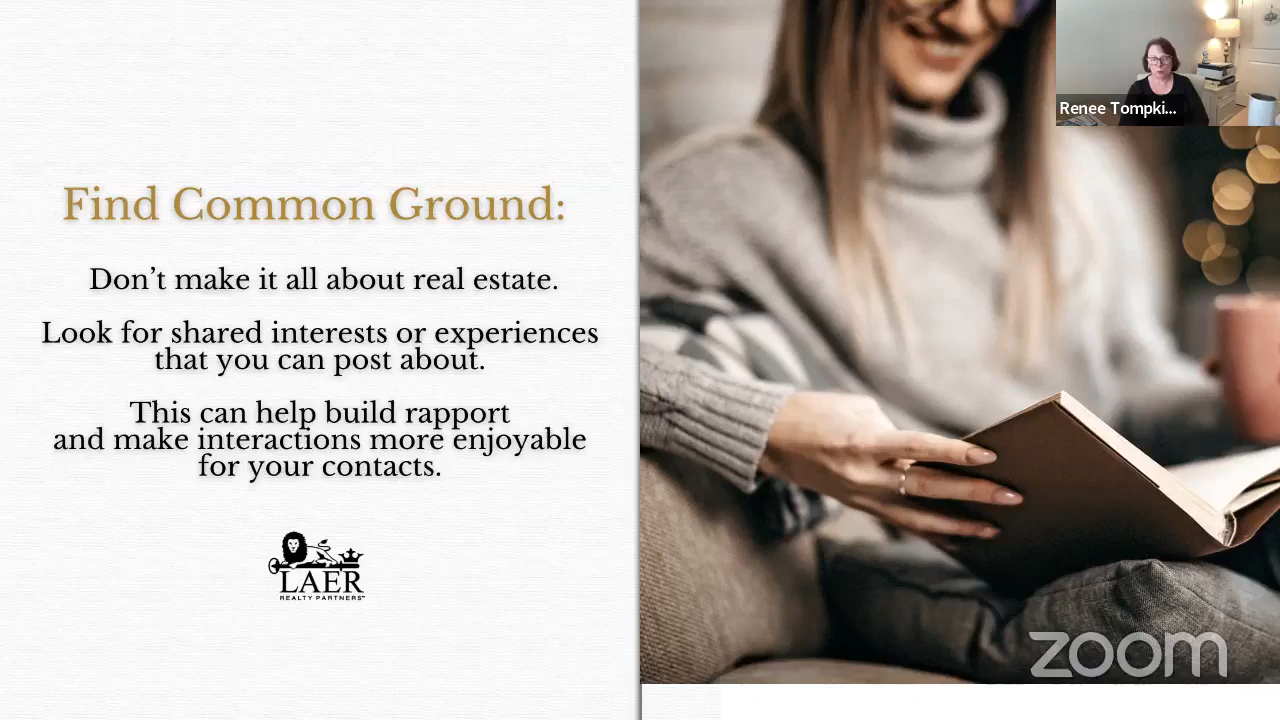 Find Common Ground:
Don’t make it all about real estate.
Look for shared interests or experiences
that you can post about.
This can help build rapport
and make interactions more enjoyable
for your contacts.
LAER
REALTY PARTNERS
Renee Tompki...
zoom